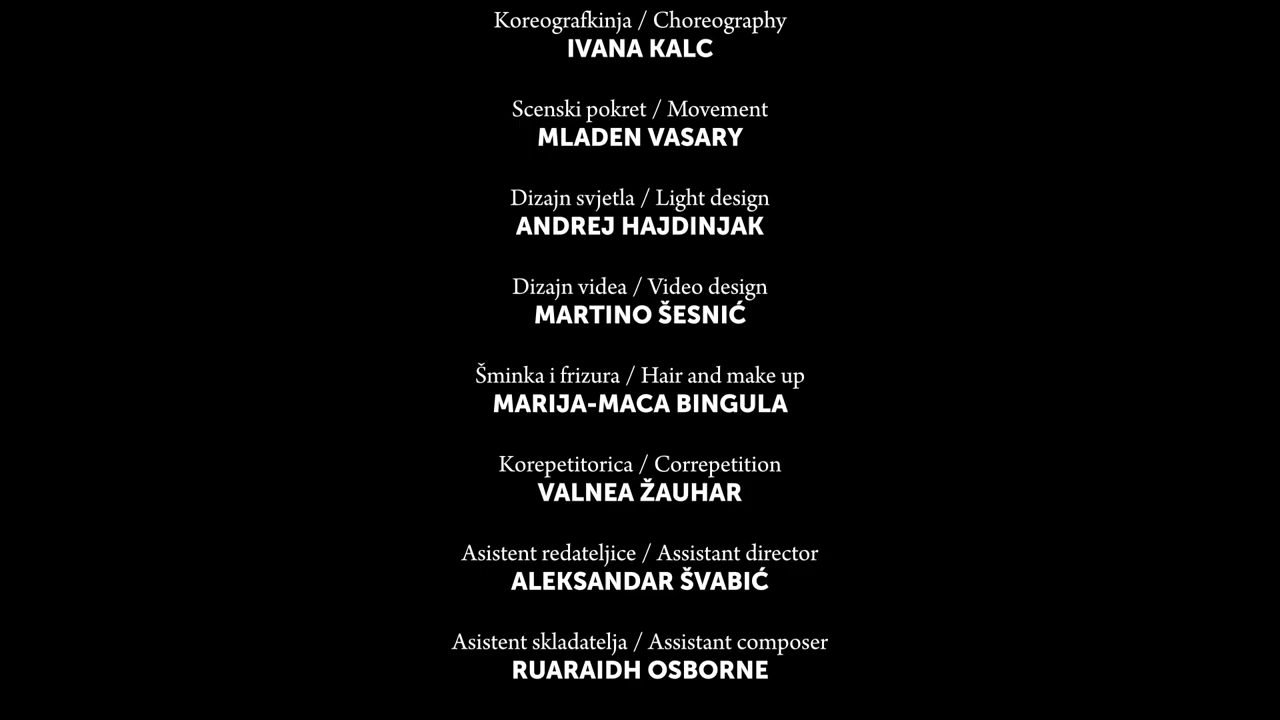 Koreografkinja / Choreography
IVANA KALC
Scenski pokret / Movement
MLADEN VASARY
Dizajn svjetla / Light design
ANDREJ HAJDINJAK
Dizajn videa / Video design
MARTINO ŠESNIĆ
Šminka i frizura / Hair and make up
MARIJA-MACA BINGULA
Korepetitorica / Correpetition
VALNEA ŽAUHAR
Asistent redateljice / Assistant director
ALEKSANDAR ŠVABIĆ
Asistent skladatelja / Assistant composer
RUARAIDH OSBORNE